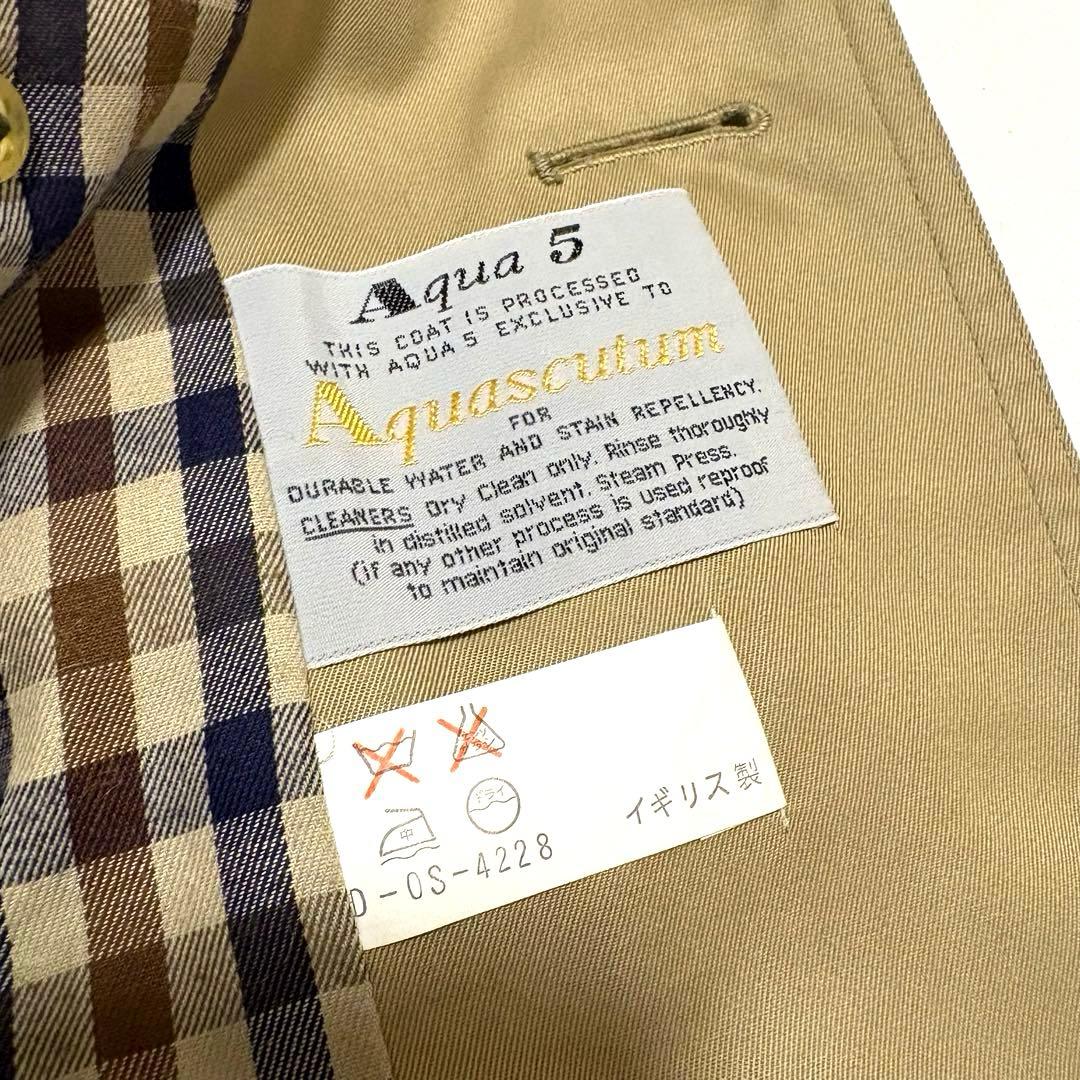 Aqua 5
THIS COAT IS PROCESSED
WITH AQUA 5 EXCLUSIVE TO
Aquascutum
FOR
DURABLE WATER AND STAIN REPELLENCY.
CLEANERS Dry Clean only. Rinse thoroughly
in distilled solvent. Steam Press.
(if any other process is used reproof
to maintain original standard)
中
ドライ
イギリス製
D-OS-4228